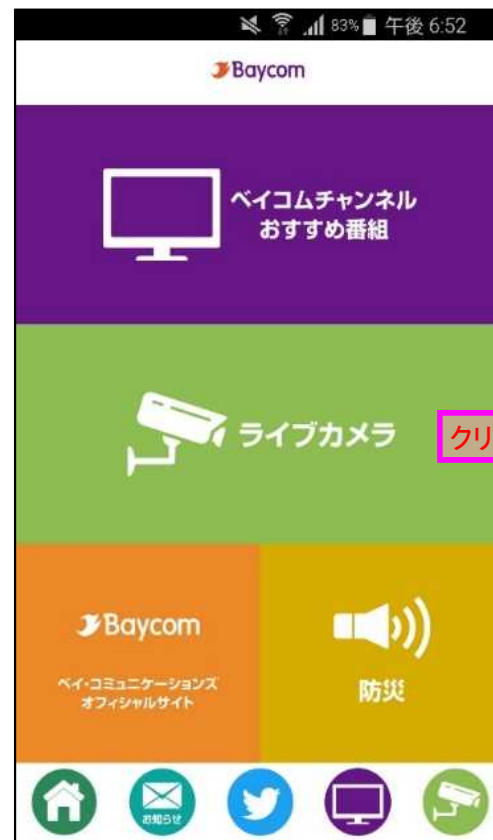 83% 午後 6:52
Baycom
ベイコムチャンネル
おすすめ番組
ライブカメラ
クリ
Baycom
ベイ・コミュニケーションズ
オフィシャルサイト
防災
お知らせ